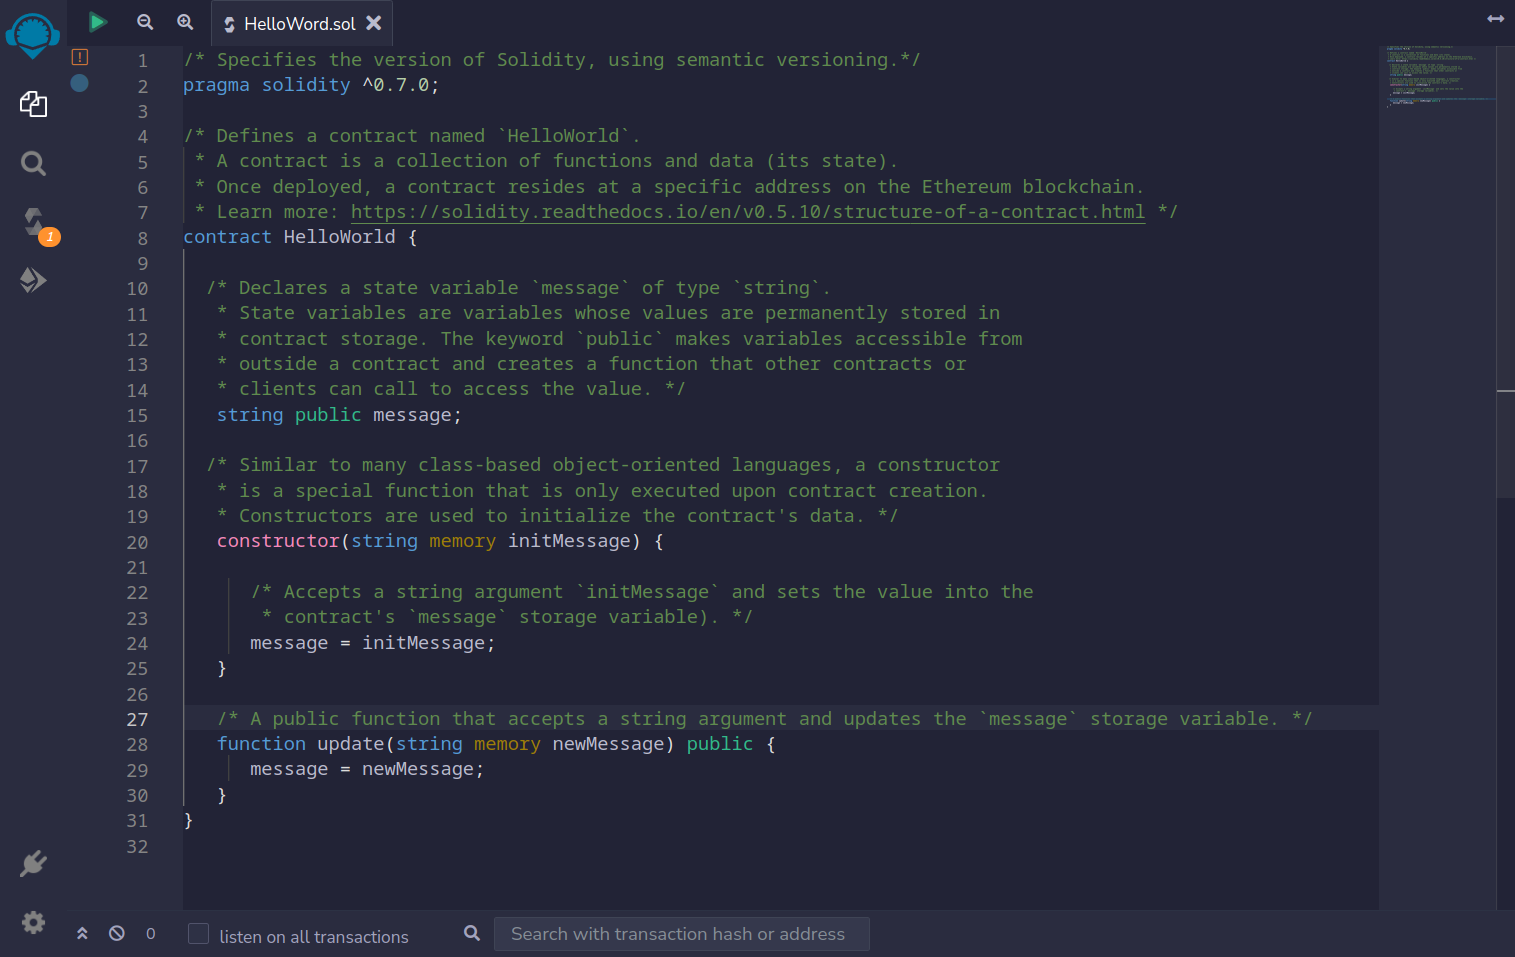 HelloWord.sol
1 /* Specifies the version of Solidity, using semantic versioning.*/
2 pragma solidity ^0.7.0;
3
4 /* Defines a contract named `HelloWorld`.
5  * A contract is a collection of functions and data (its state).
6  * Once deployed, a contract resides at a specific address on the Ethereum blockchain.
7  * Learn more: https://solidity.readthedocs.io/en/v0.5.10/structure-of-a-contract.html */
8 contract HelloWorld {
9
10   /* Declares a state variable `message` of type `string`.
11    * State variables are variables whose values are permanently stored in
12    * contract storage. The keyword `public` makes variables accessible from
13    * outside a contract and creates a function that other contracts or
14    * clients can call to access the value. */
15    string public message;
16
17   /* Similar to many class-based object-oriented languages, a constructor
18    * is a special function that is only executed upon contract creation.
19    * Constructors are used to initialize the contract's data. */
20    constructor(string memory initMessage) {
21
22       /* Accepts a string argument `initMessage` and sets the value into the
23        * contract's `message` storage variable). */
24       message = initMessage;
25    }
26
27    /* A public function that accepts a string argument and updates the `message` storage variable. */
28    function update(string memory newMessage) public {
29       message = newMessage;
30    }
31 }
32
1
0 listen on all transactions Search with transaction hash or address